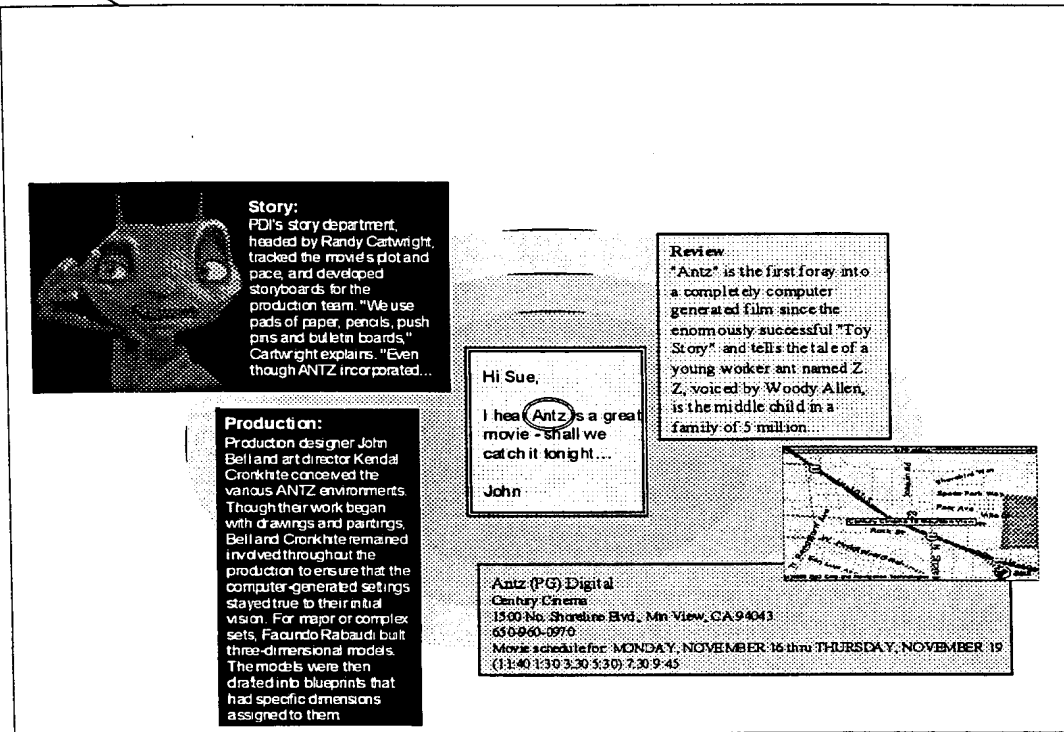 Story:
PDI's story department,
headed by Randy Cartwright,
tracked the movie's plot and
pace, and developed
storyboards for the
production team. "We use
pads of paper, pencils, push
pins and bulletin boards,"
Cartwright explains. "Even
though ANTZ incorporated...
Production:
Production designer John
Bell and art director Kendal
Cronkhite conceived the
various ANTZ environments.
Though their work began
with drawings and paintings,
Bell and Cronkhite remained
involved throughout the
production to ensure that the
computer-generated settings
stayed true to their initial
vision. For major or complex
sets, Facundo Rabaudi built
three-dimensional models.
The models were then
drated into blueprints that
had specific dimensions
assigned to them.
Hi Sue,
I hear Antz is a great
movie - shall we
catch it tonight...
John
Review
"Antz" is the first foray into
a completely computer
generated film since the
enormously successful "Toy
Story" and tells the tale of a
young worker ant named Z.
Z, voiced by Woody Allen,
is the middle child in a
family of 5 million...
Space Park Wa
Antz (PG) Digital
Century Cinema
1500 No. Shoreline Blvd., Mtn View, CA 94043
650-960-0970
Movie schedule for: MONDAY, NOVEMBER 16 thru THURSDAY, NOVEMBER 19
(11:40 1:30 3:30 5:30) 7:30 9:45